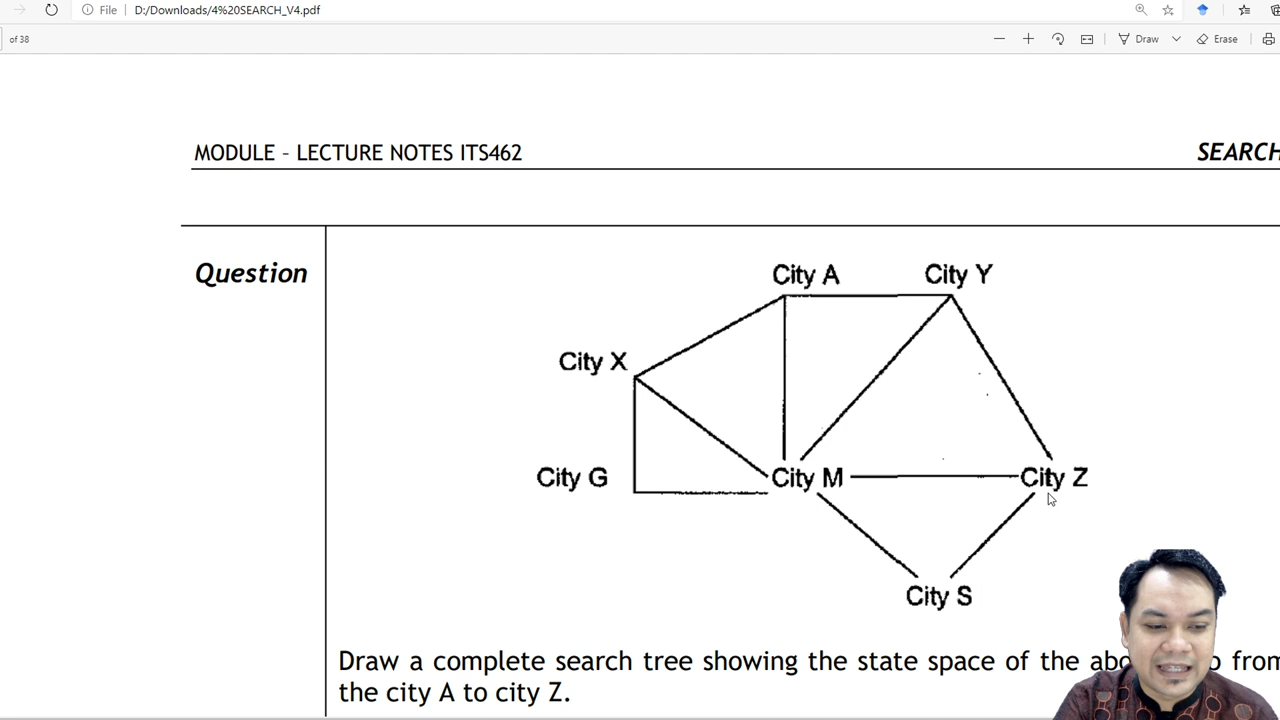 File D:/Downloads/4%20SEARCH_V4.pdf
of 38
Draw
Erase
MODULE – LECTURE NOTES ITS462
SEARCH
Question
City A
City Y
City X
City G
City M
City Z
City S
Draw a complete search tree showing the state space of the
the city A to city Z.